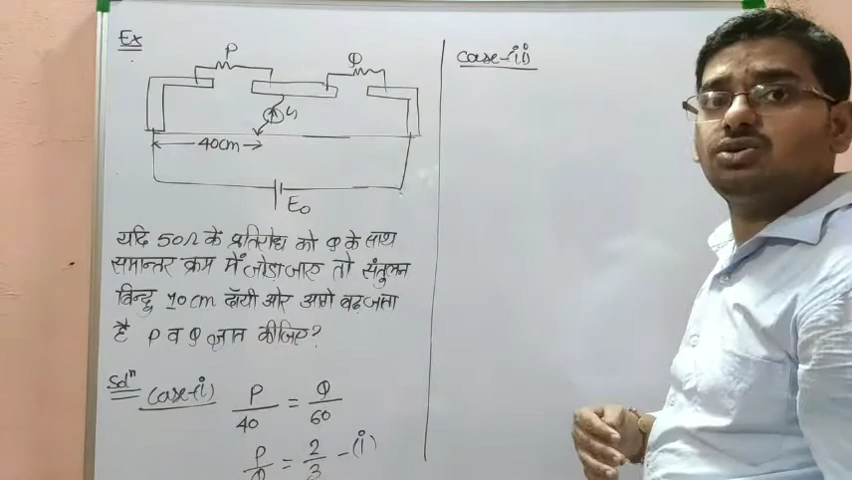 Ex
P
Q
G
40cm
E₀
यदि 50Ω के प्रतिरोध को Q के साथ
समान्तर क्रम में जोड़ा जाए तो संतुलन
बिन्दु 10 cm दाँयी ओर आगे बढ़ जाता
है P व Q ज्ञात कीजिए?
Solⁿ
Case-(i)
P/40 = Q/60
P/Q = 2/3 -(i)
case-(ii)